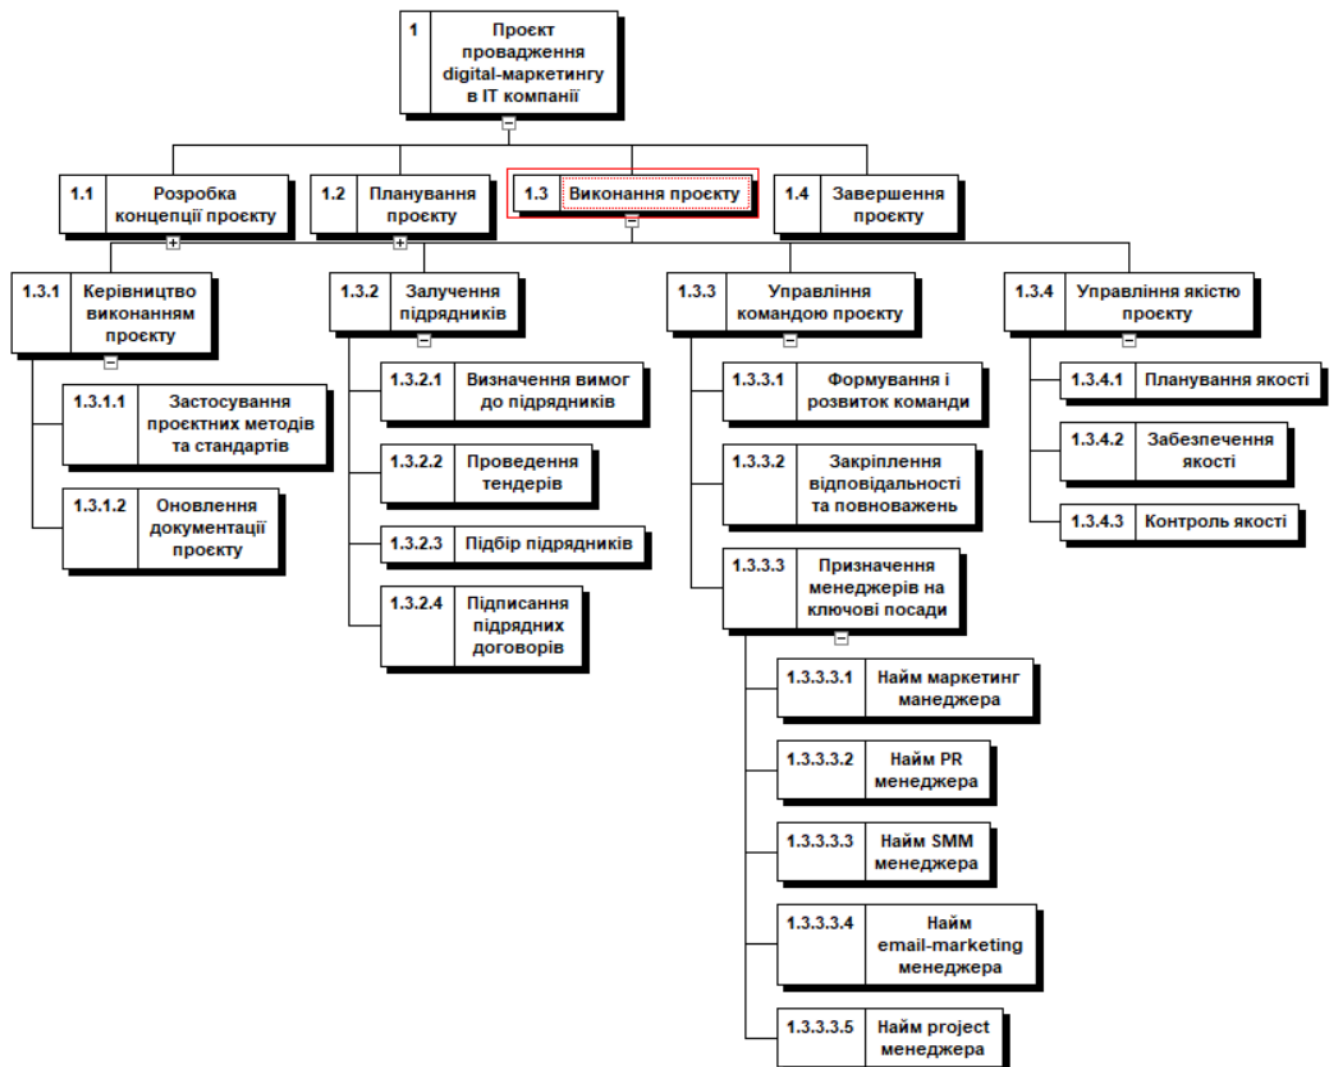 1
Проєкт
провадження
digital-маркетингу
в ІТ компанії
1.1
Розробка
концепції проєкту
1.2
Планування
проєкту
1.3
Виконання проєкту
1.4
Завершення
проєкту
1.3.1
Керівництво
виконанням
проєкту
1.3.1.1
Застосування
проєктних методів
та стандартів
1.3.1.2
Оновлення
документації
проєкту
1.3.2
Залучення
підрядників
1.3.2.1
Визначення вимог
до підрядників
1.3.2.2
Проведення
тендерів
1.3.2.3
Підбір підрядників
1.3.2.4
Підписання
підрядних
договорів
1.3.3
Управління
командою проєкту
1.3.3.1
Формування і
розвиток команди
1.3.3.2
Закріплення
відповідальності
та повноважень
1.3.3.3
Призначення
менеджерів на
ключові посади
1.3.3.3.1
Найм маркетинг
манеджера
1.3.3.3.2
Найм PR
менеджера
1.3.3.3.3
Найм SMM
менеджера
1.3.3.3.4
Найм
email-marketing
менеджера
1.3.3.3.5
Найм project
менеджера
1.3.4
Управління якістю
проєкту
1.3.4.1
Планування якості
1.3.4.2
Забезпечення
якості
1.3.4.3
Контроль якості